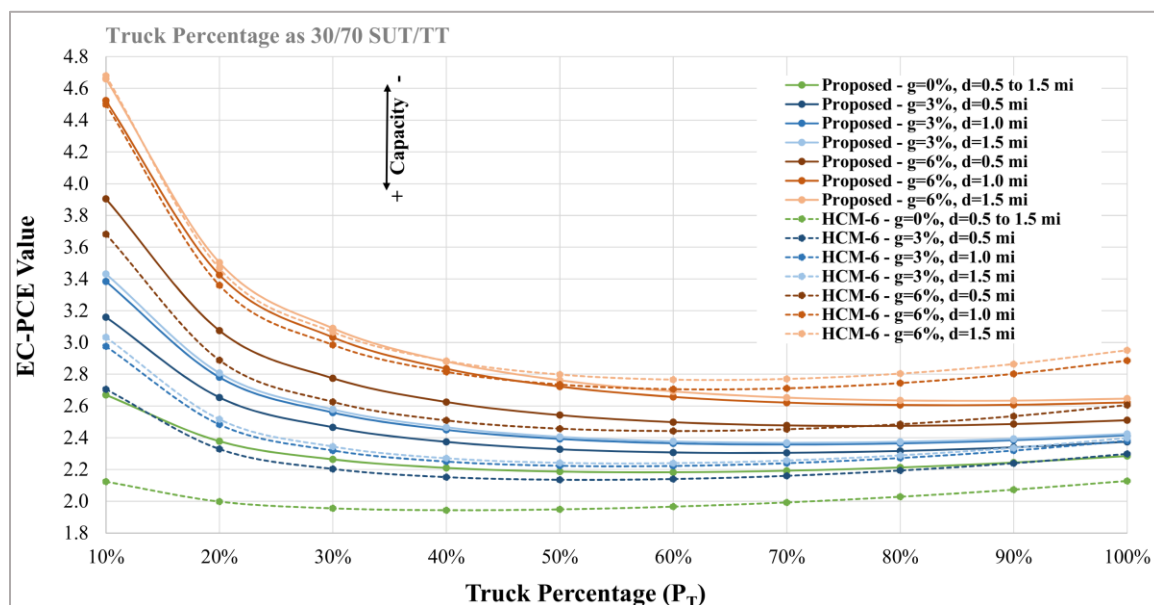 Truck Percentage as 30/70 SUT/TT
4.8
4.6
4.4
4.2
4.0
3.8
3.6
3.4
3.2
3.0
2.8
2.6
2.4
2.2
2.0
1.8
EC-PCE Value
+ Capacity -
Proposed - g=0%, d=0.5 to 1.5 mi
Proposed - g=3%, d=0.5 mi
Proposed - g=3%, d=1.0 mi
Proposed - g=3%, d=1.5 mi
Proposed - g=6%, d=0.5 mi
Proposed - g=6%, d=1.0 mi
Proposed - g=6%, d=1.5 mi
HCM-6 - g=0%, d=0.5 to 1.5 mi
HCM-6 - g=3%, d=0.5 mi
HCM-6 - g=3%, d=1.0 mi
HCM-6 - g=3%, d=1.5 mi
HCM-6 - g=6%, d=0.5 mi
HCM-6 - g=6%, d=1.0 mi
HCM-6 - g=6%, d=1.5 mi
10% 20% 30% 40% 50% 60% 70% 80% 90% 100%
Truck Percentage (P_T)